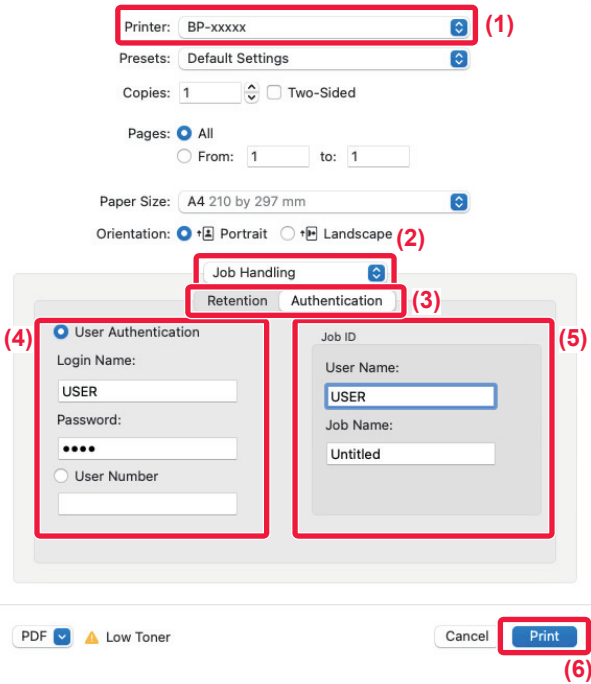 Printer: BP-xxxxx (1)
Presets: Default Settings
Copies: 1 Two-Sided
Pages: All
From: 1 to: 1
Paper Size: A4 210 by 297 mm
Orientation: Portrait Landscape (2)
Job Handling
Retention Authentication (3)
(4) User Authentication
Login Name:
USER
Password:
••••
User Number
Job ID (5)
User Name:
USER
Job Name:
Untitled
PDF Low Toner Cancel Print
(6)